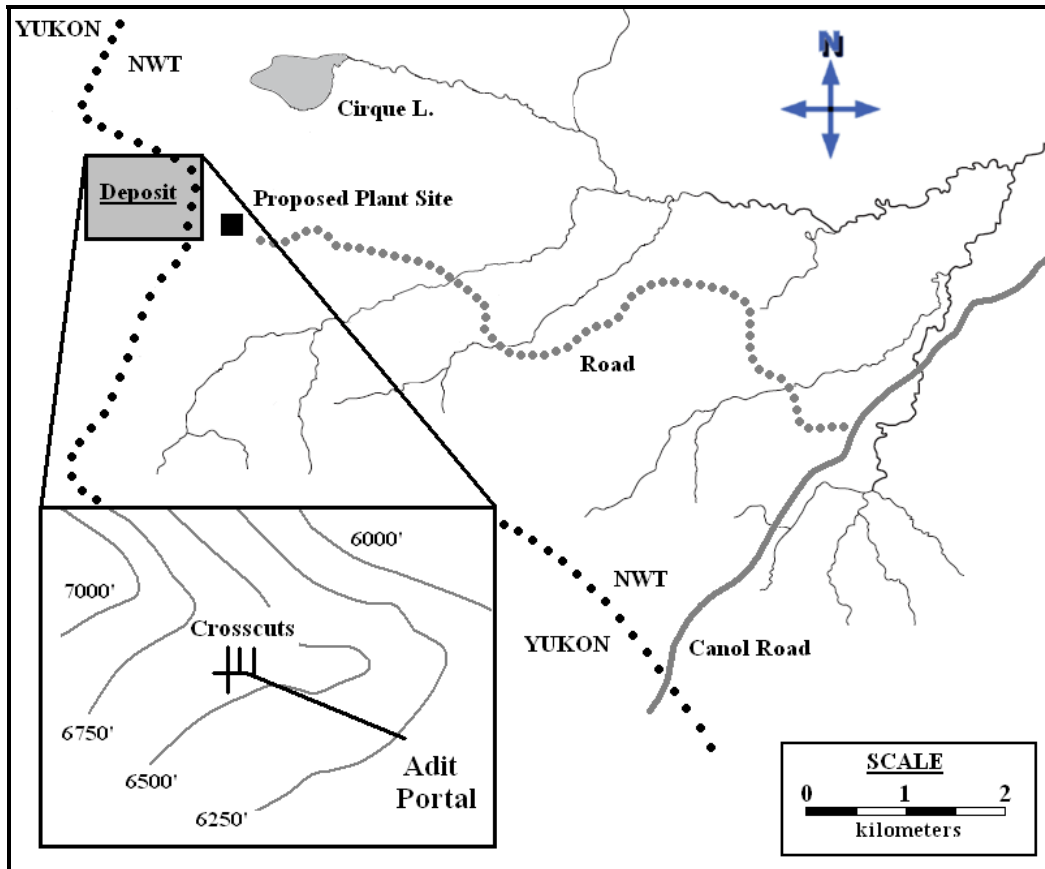 YUKON
NWT
N
Cirque L.
Deposit
Proposed Plant Site
Road
6000'
7000'
NWT
Crosscuts
YUKON
Canol Road
6750'
6500'
Adit
Portal
6250'
SCALE
0 1 2
kilometers